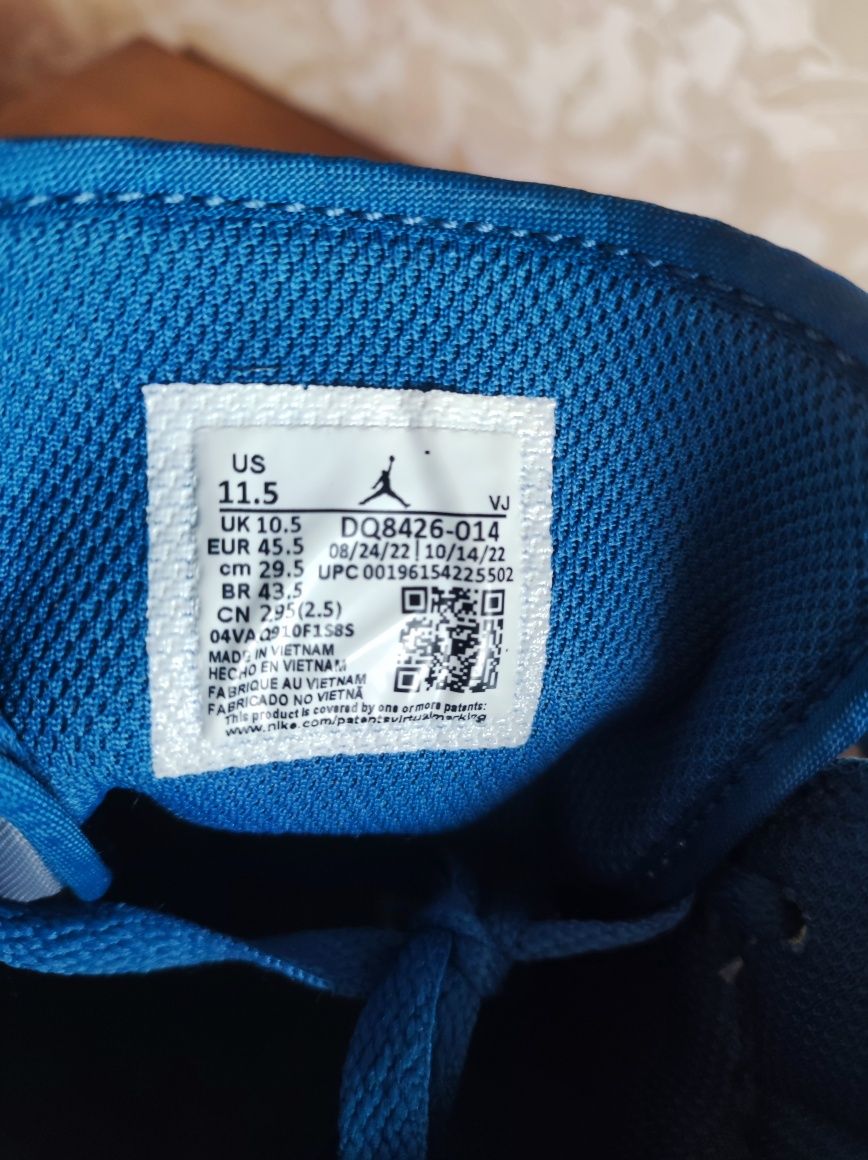 US
11.5
VJ
UK 10.5 DQ8426-014
EUR 45.5 08/24/22 | 10/14/22
cm 29.5 UPC 00196154225502
BR 43.5
CN 295(2.5)
04VAQ910F1S8S
MADE IN VIETNAM
HECHO EN VIETNAM
FABRIQUE AU VIETNAM
FABRICADO NO VIETNÃ
This product is covered by one or more patents:
www.nike.com/patentsvirtualmarking